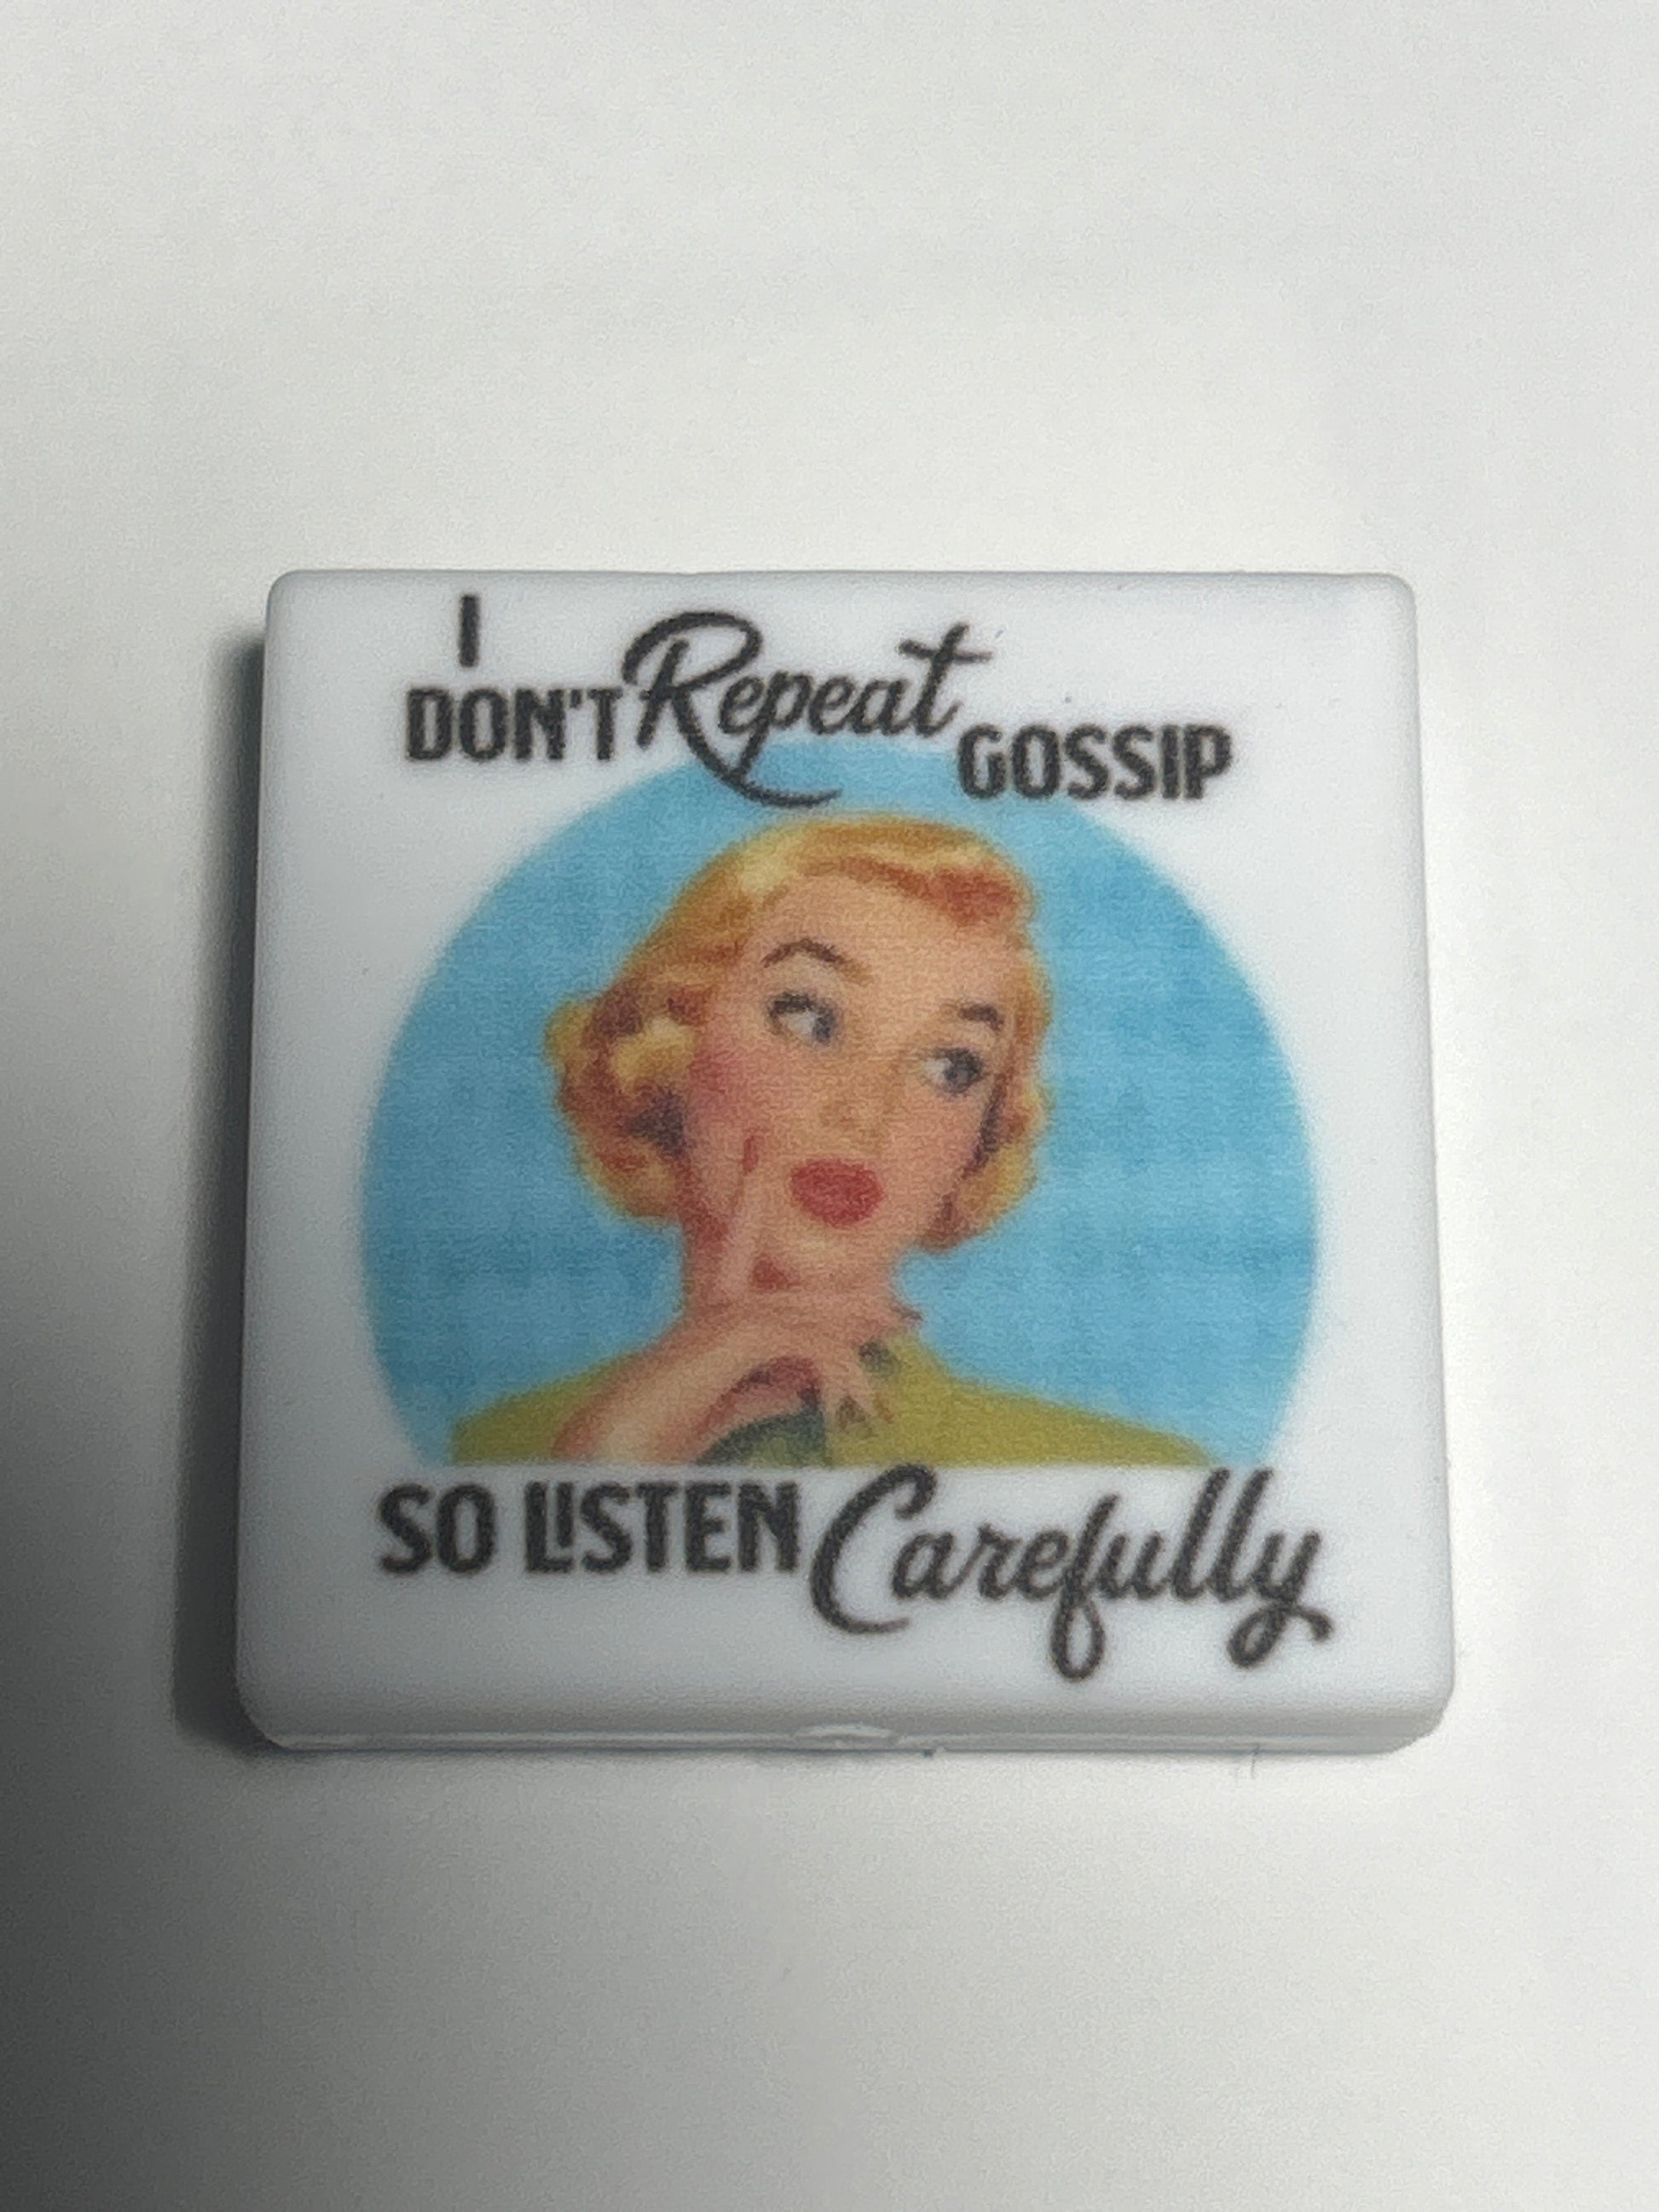 I
DON'T Repeat GOSSIP
SO LISTEN Carefully